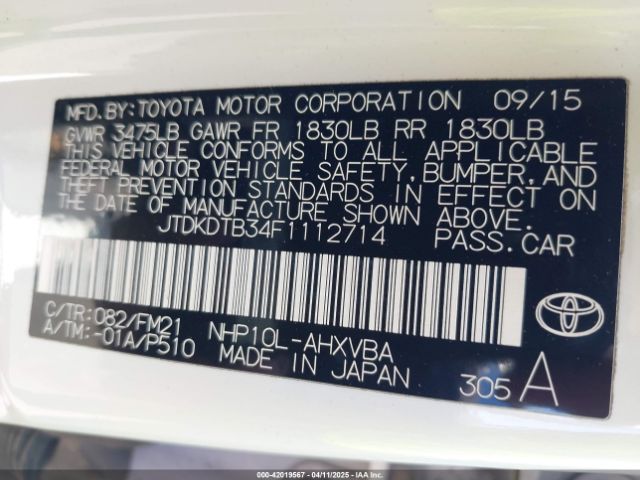 MFD.BY:TOYOTA MOTOR CORPORATION 09/15
GVWR 3475LB GAWR FR 1830LB RR 1830LB
THIS VEHICLE CONFORMS TO ALL APPLICABLE
FEDERAL MOTOR VEHICLE SAFETY,BUMPER,AND
THEFT PREVENTION STANDARDS IN EFFECT ON
THE DATE OF MANUFACTURE SHOWN ABOVE.
JTDKDTB34F1112714 PASS.CAR
C/TR:082/FM21 NHP10L-AHXVBA
A/TM:-01A/P510 MADE IN JAPAN
305 A
000-42019567 - 04/11/2025 - IAAI.COM